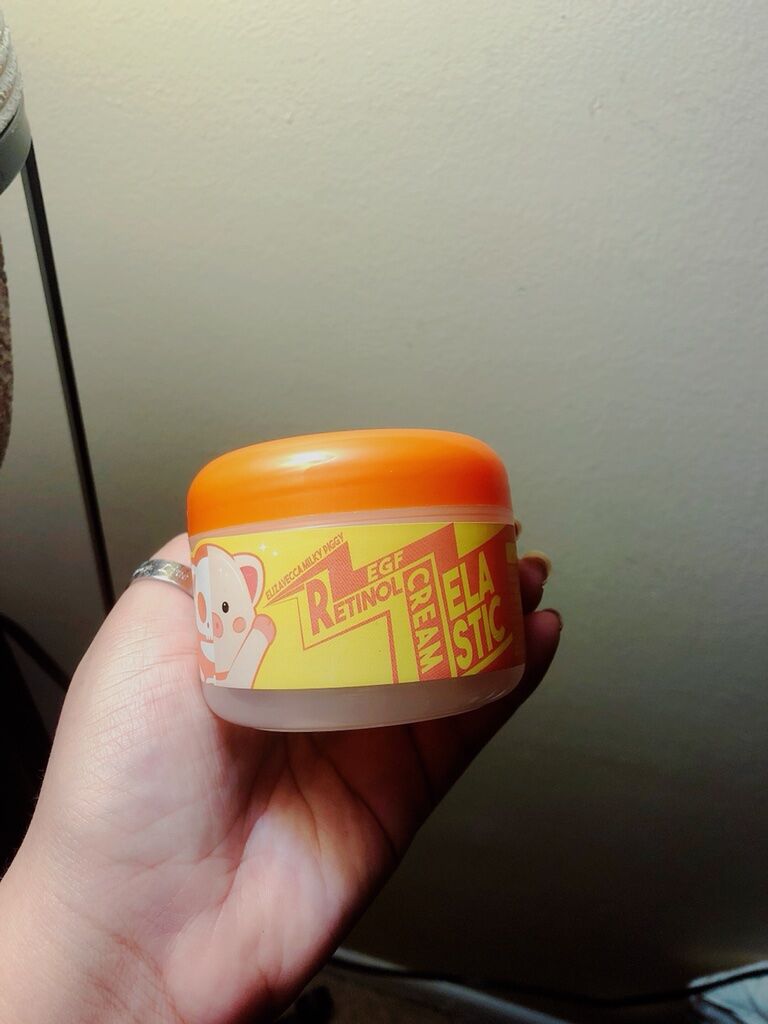 ELIZAVECCA MILKY PIGGY
EGF
RETINOL
CREAM
ELA
STIC